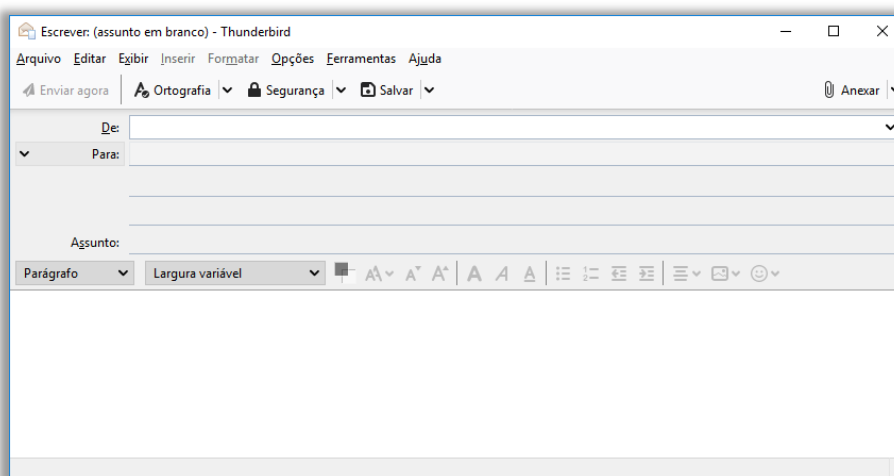 Escrever: (assunto em branco) - Thunderbird
Arquivo Editar Exibir Inserir Formatar Opções Ferramentas Ajuda
Enviar agora Ortografia Segurança Salvar Anexar
De:
Para:
Assunto:
Parágrafo Largura variável